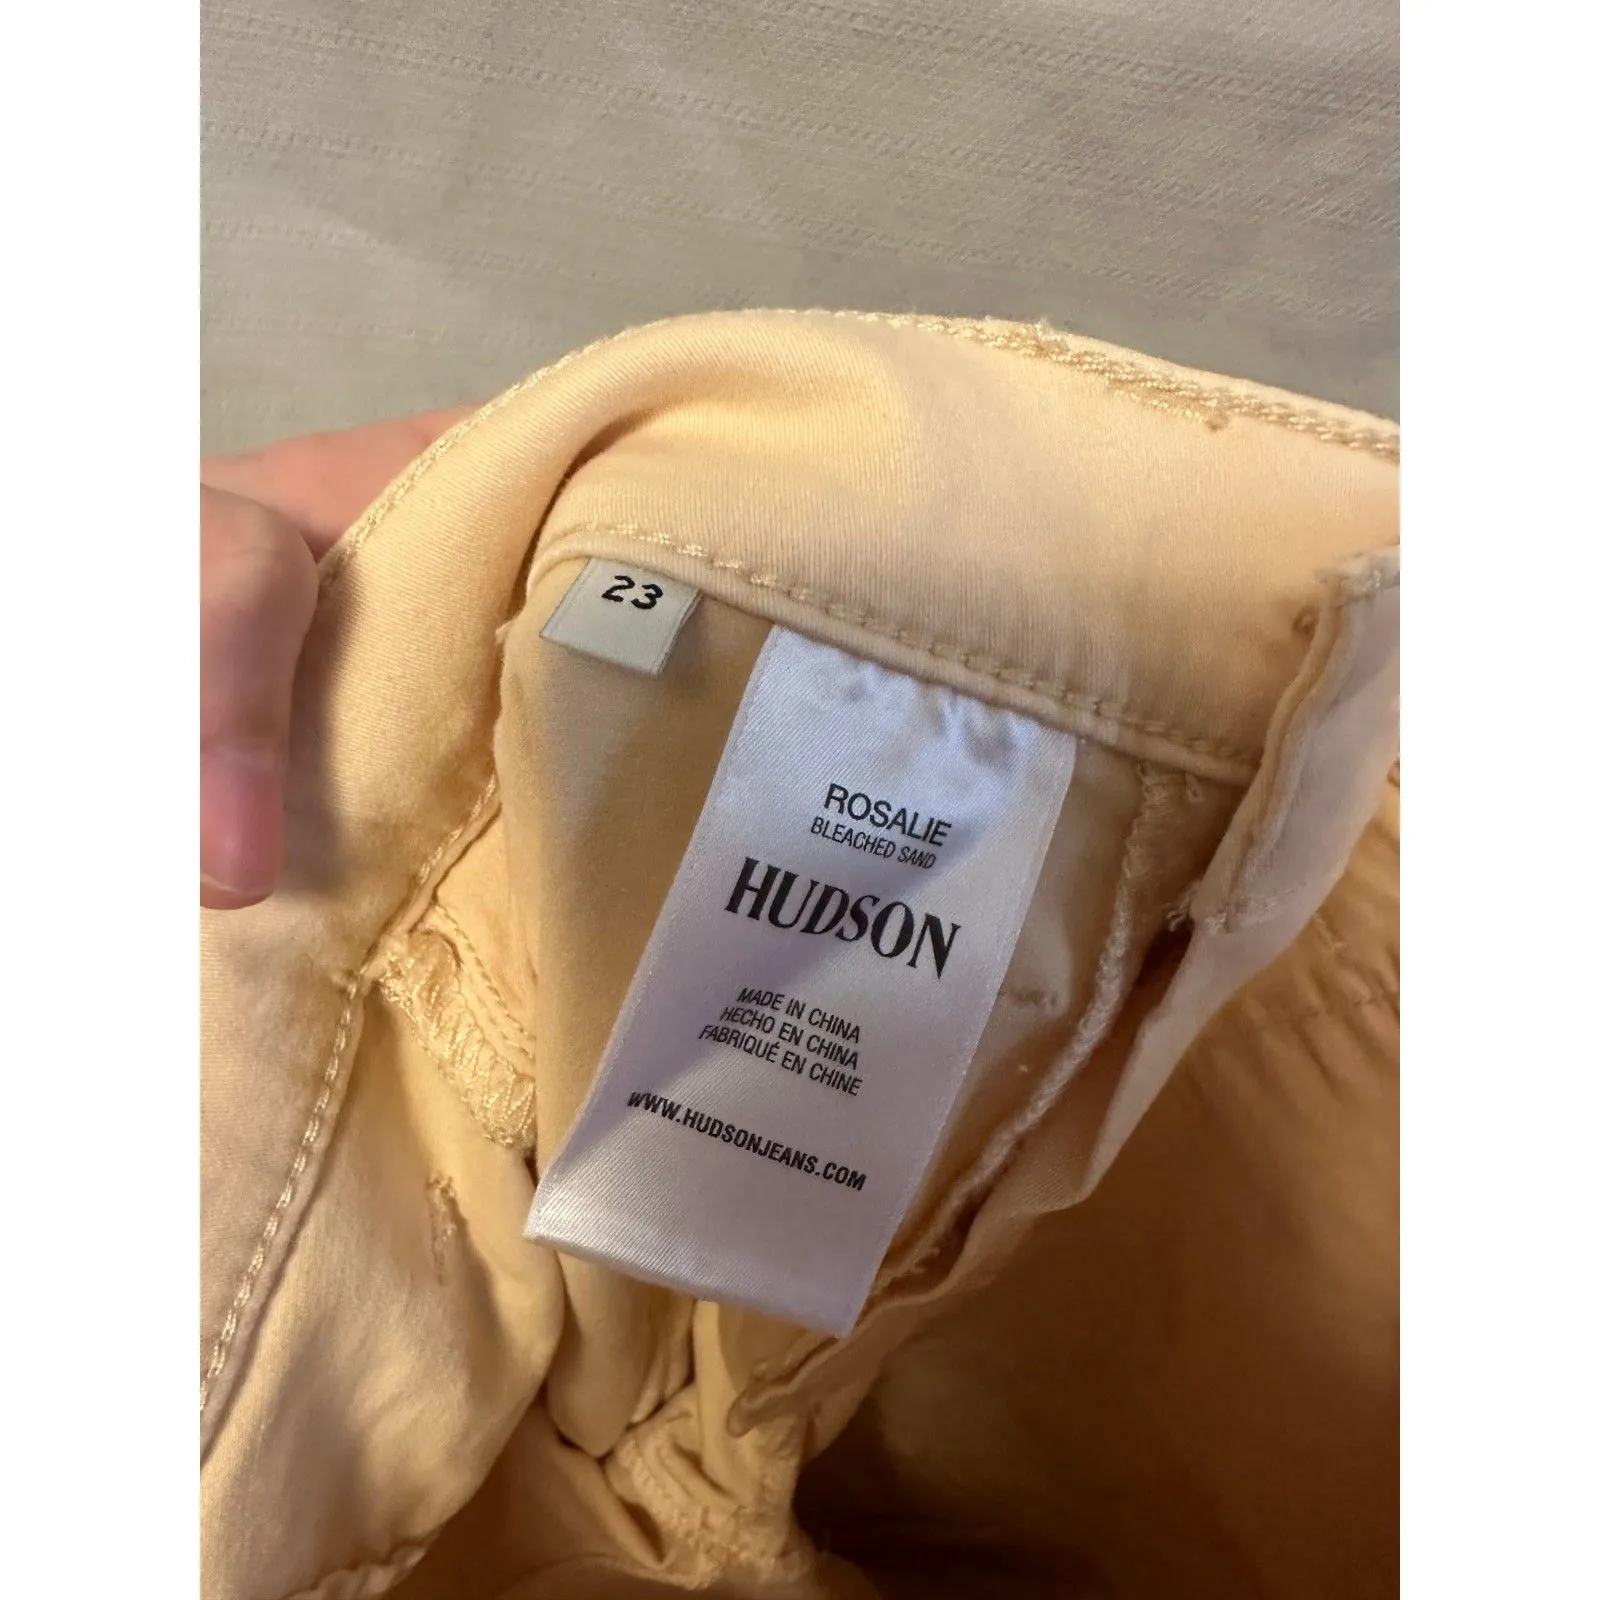 23
ROSALIE
BLEACHED SAND
HUDSON
MADE IN CHINA
HECHO EN CHINA
FABRIQUÉ EN CHINE
WWW.HUDSONJEANS.COM